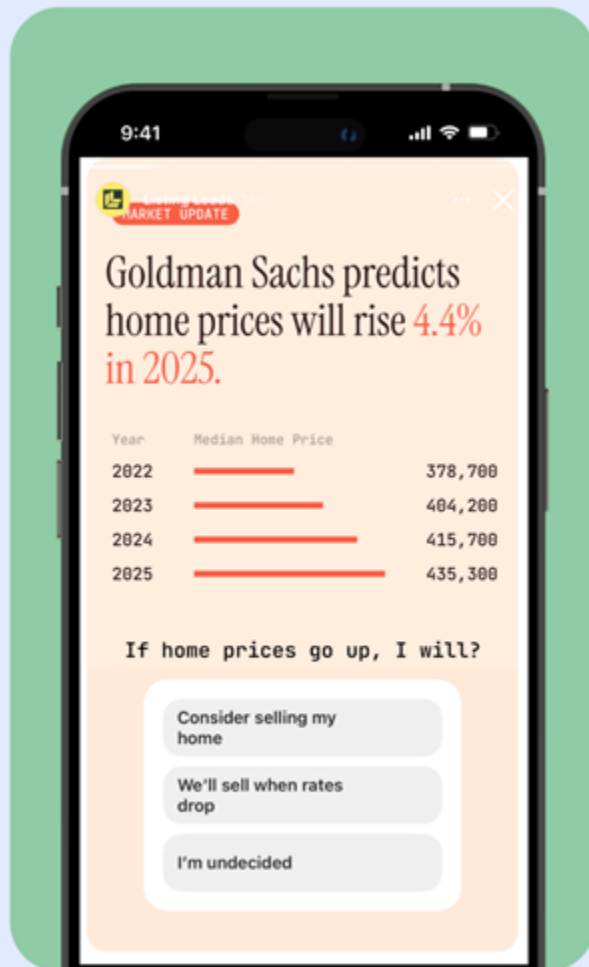 9:41
Listing Leads
MARKET UPDATE
Goldman Sachs predicts
home prices will rise 4.4%
in 2025.
Year Median Home Price
2022 378,700
2023 404,200
2024 415,700
2025 435,300
If home prices go up, I will?
Consider selling my
home
We'll sell when rates
drop
I'm undecided